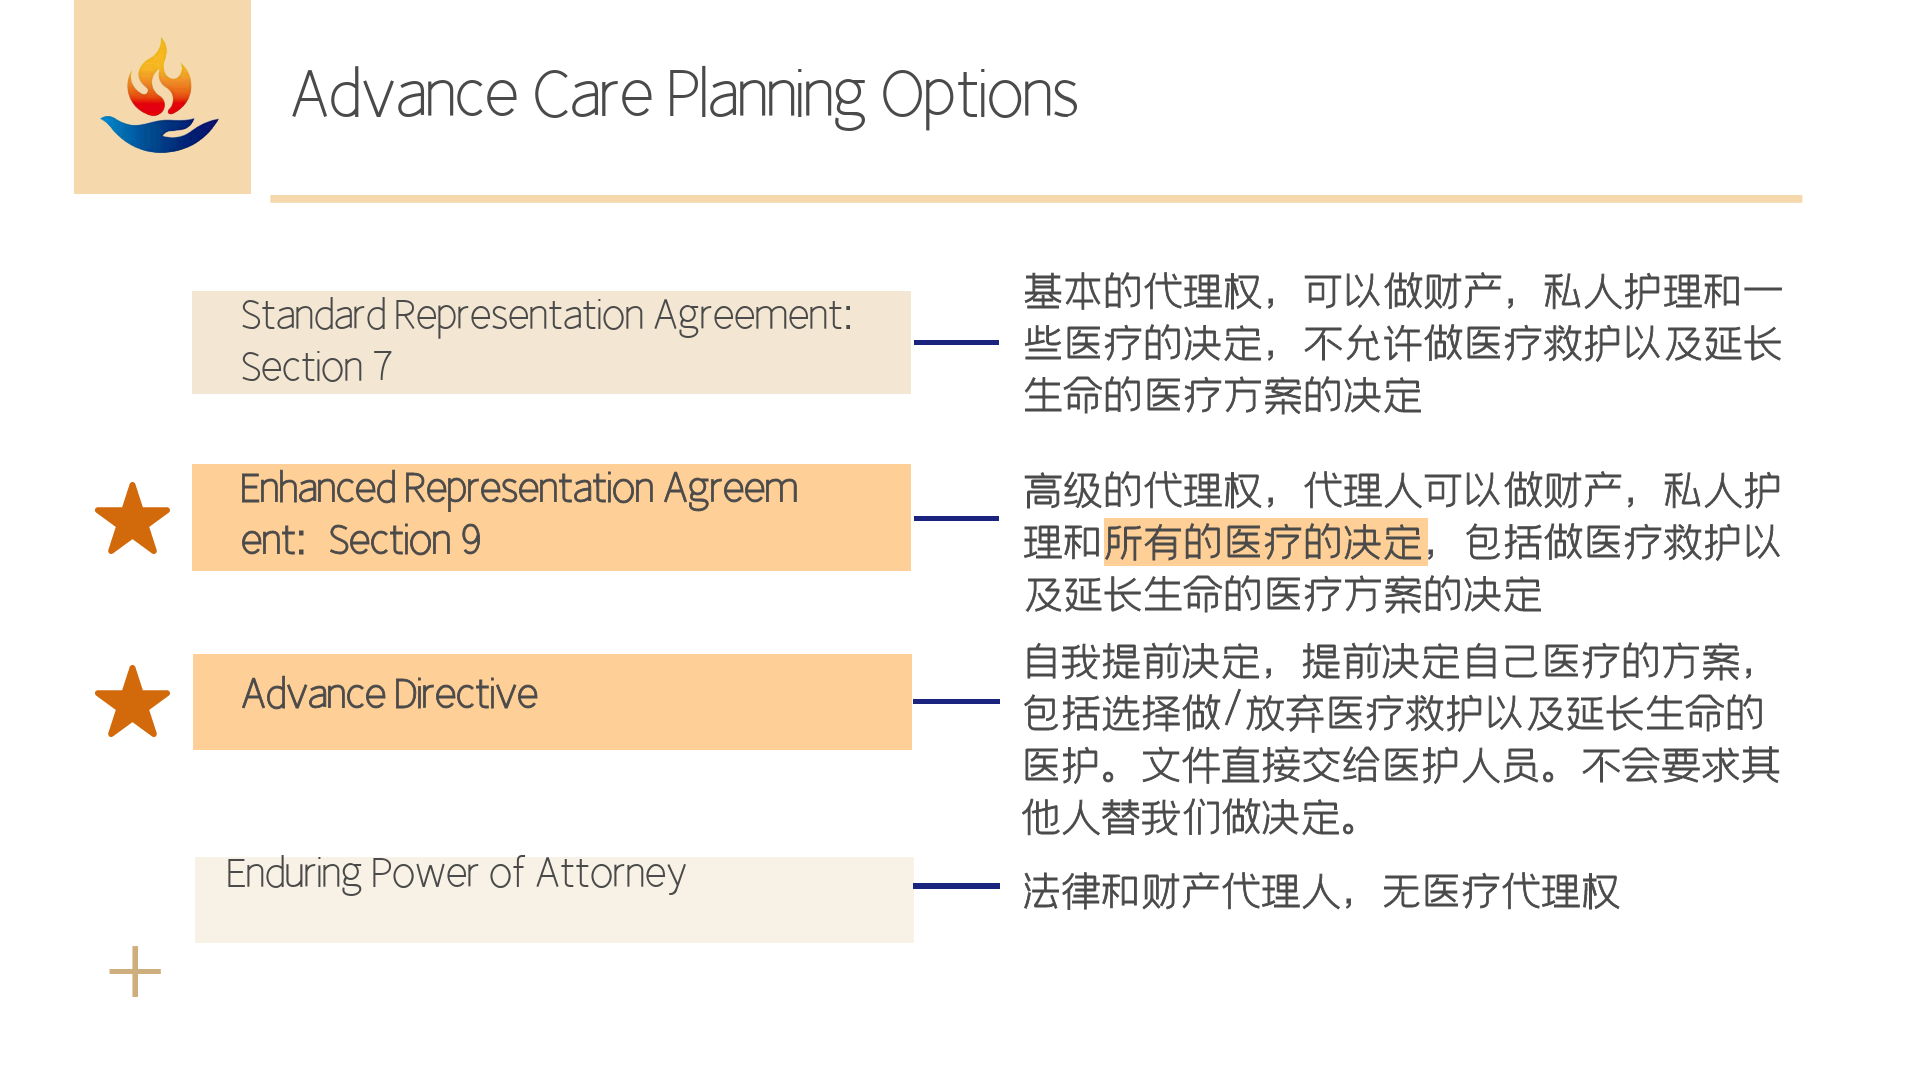 Advance Care Planning Options
Standard Representation Agreement:
Section 7
基本的代理权，可以做财产，私人护理和一
些医疗的决定，不允许做医疗救护以及延长
生命的医疗方案的决定
Enhanced Representation Agreem
ent: Section 9
高级的代理权，代理人可以做财产，私人护
理和所有的医疗的决定，包括做医疗救护以
及延长生命的医疗方案的决定
Advance Directive
自我提前决定，提前决定自己医疗的方案，
包括选择做/放弃医疗救护以及延长生命的
医护。文件直接交给医护人员。不会要求其
他人替我们做决定。
Enduring Power of Attorney
法律和财产代理人，无医疗代理权